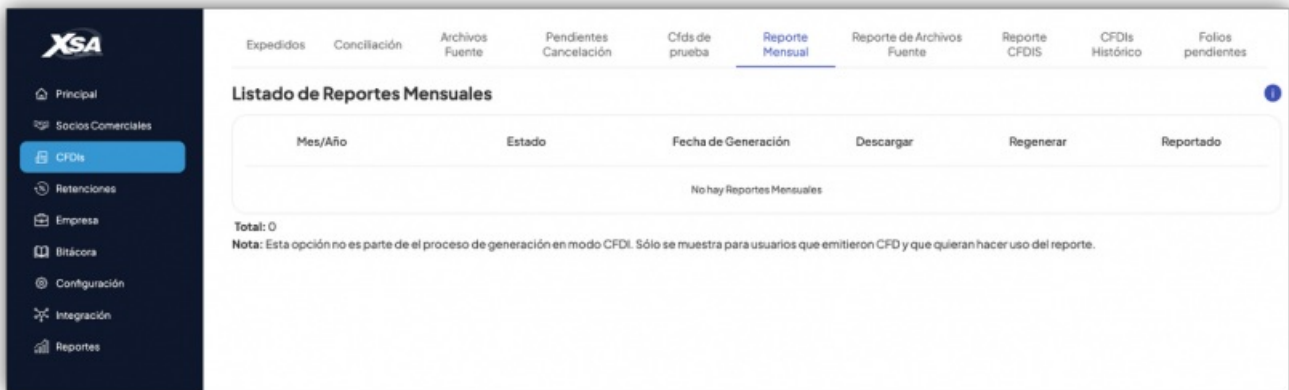 XSA
Expedidos
Conciliación
Archivos
Fuente
Pendientes
Cancelación
Cfds de
prueba
Reporte
Mensual
Reporte de Archivos
Fuente
Reporte
CFDIS
CFDIs
Histórico
Folios
pendientes
Principal
Socios Comerciales
CFDIs
Retenciones
Empresa
Bitácora
Configuración
Integración
Reportes
Listado de Reportes Mensuales
i
Mes/Año
Estado
Fecha de Generación
Descargar
Regenerar
Reportado
No hay Reportes Mensuales
Total: 0
Nota: Esta opción no es parte de el proceso de generación en modo CFDI. Sólo se muestra para usuarios que emitieron CFD y que quieran hacer uso del reporte.